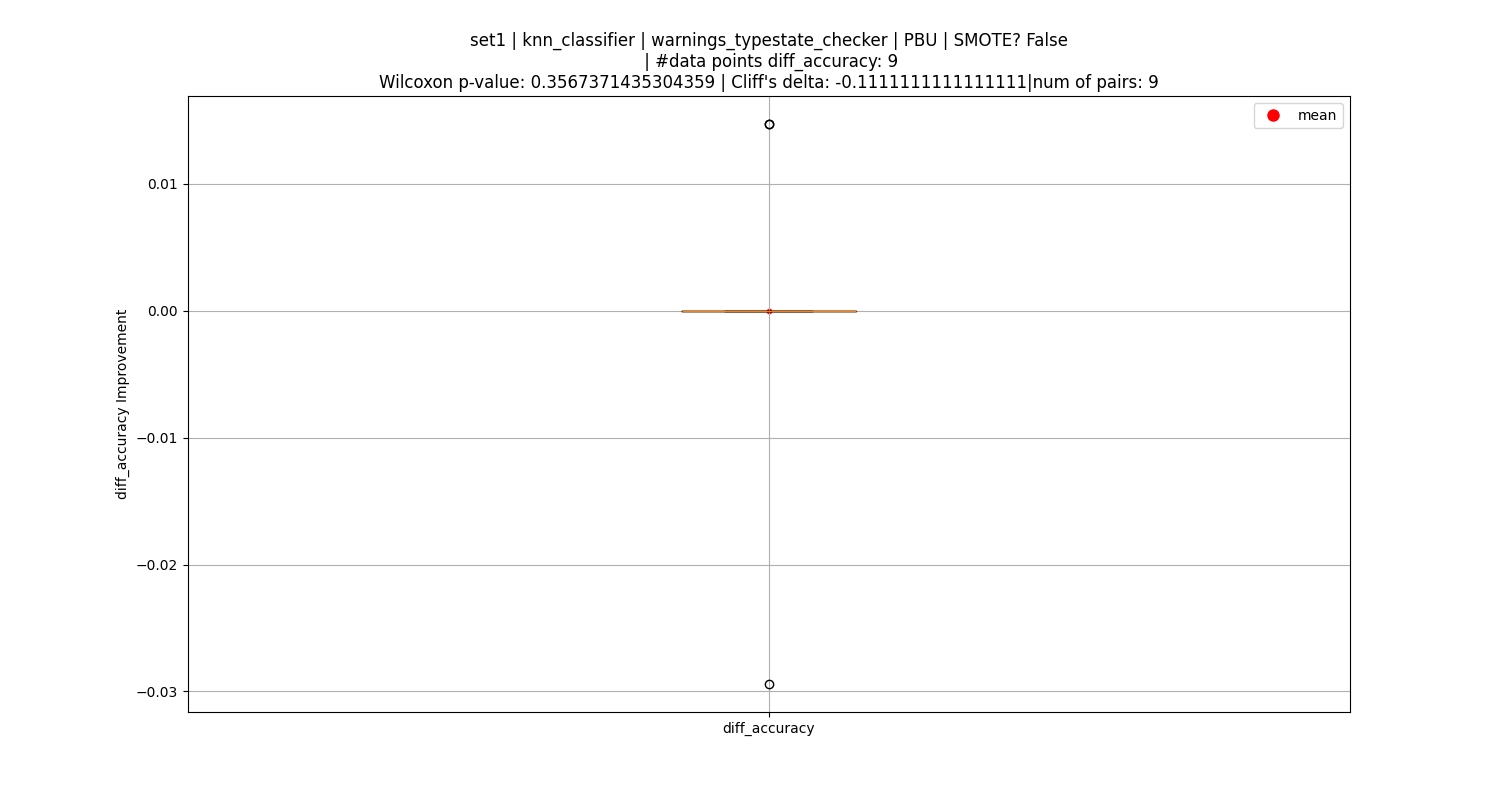 set1 | knn_classifier | warnings_typestate_checker | PBU | SMOTE? False
| #data points diff_accuracy: 9
Wilcoxon p-value: 0.3567371435304359 | Cliff's delta: -0.1111111111111111|num of pairs: 9
mean
0.01
0.00
−0.01
−0.02
−0.03
diff_accuracy Improvement
diff_accuracy